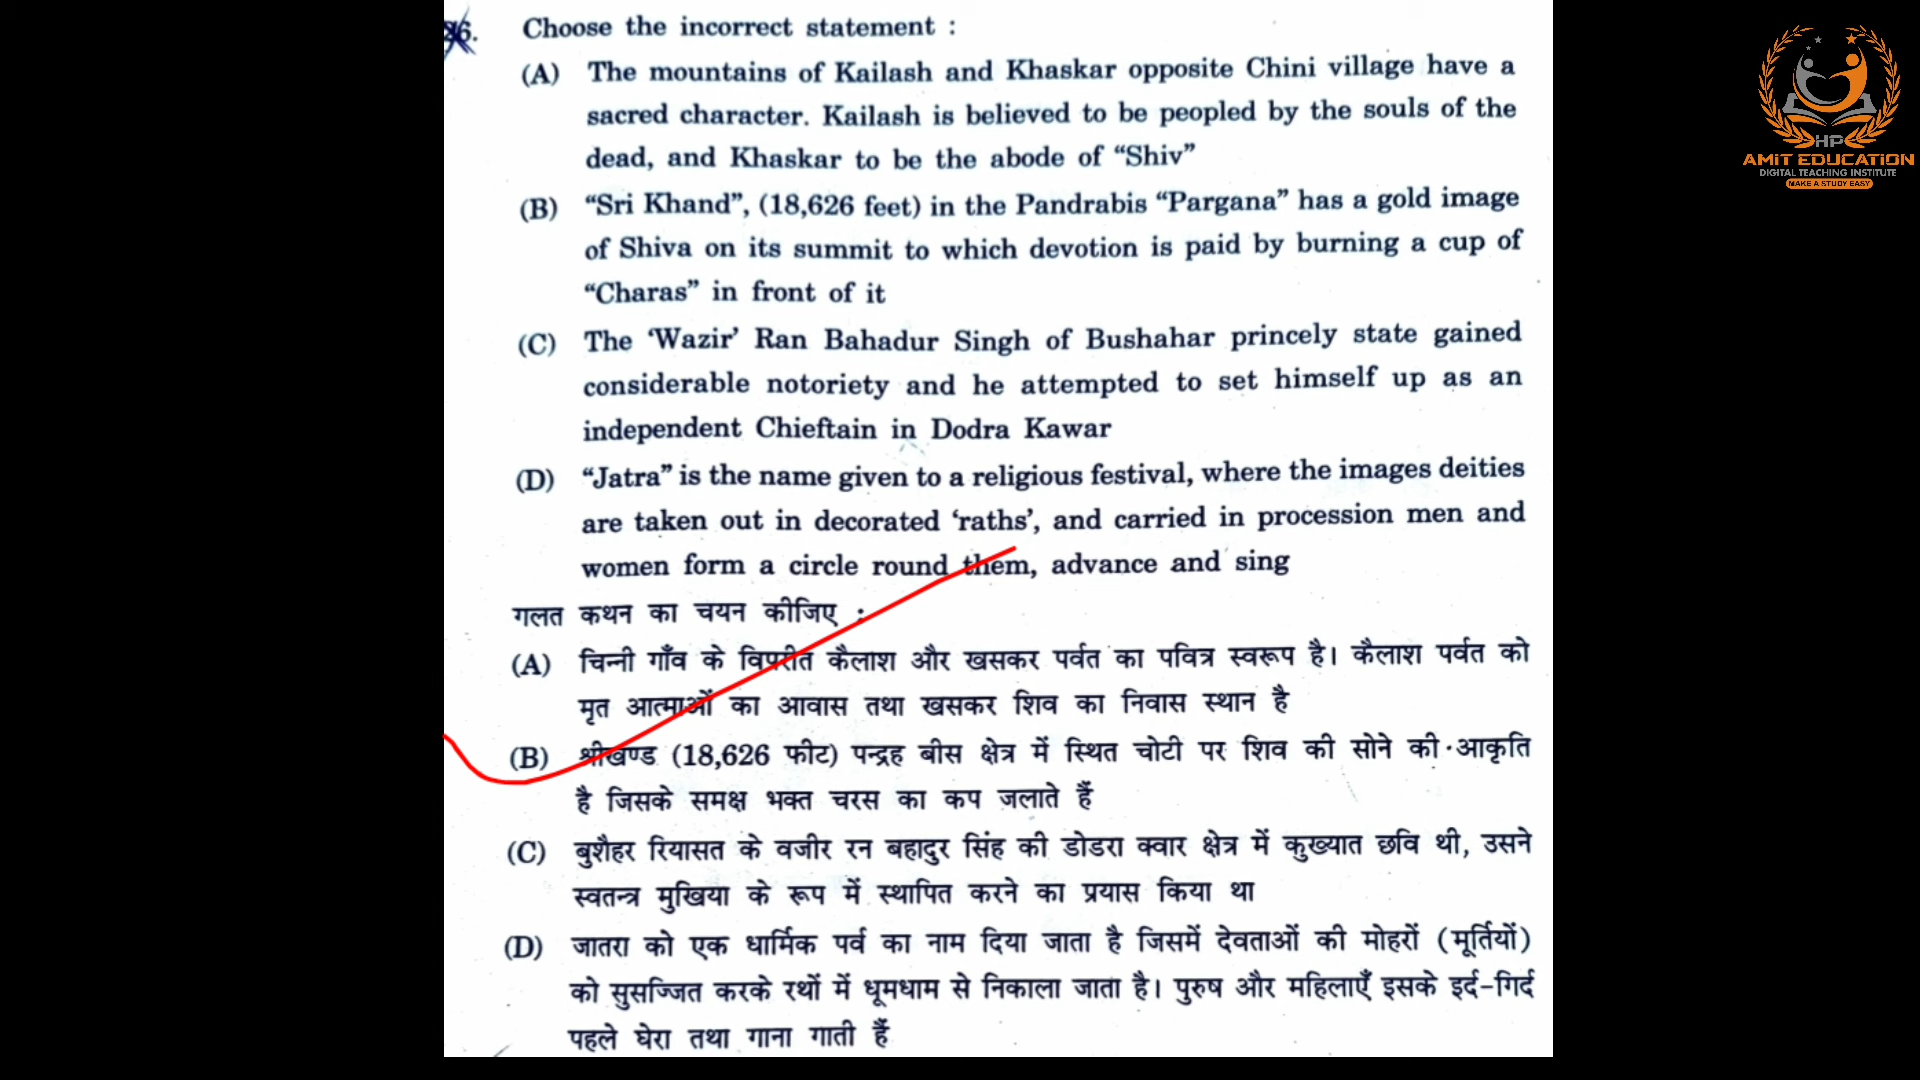 36. Choose the incorrect statement :
(A) The mountains of Kailash and Khaskar opposite Chini village have a
sacred character. Kailash is believed to be peopled by the souls of the
dead, and Khaskar to be the abode of “Shiv”
(B) “Sri Khand”, (18,626 feet) in the Pandrabis “Pargana” has a gold image
of Shiva on its summit to which devotion is paid by burning a cup of
“Charas” in front of it
(C) The ‘Wazir’ Ran Bahadur Singh of Bushahar princely state gained
considerable notoriety and he attempted to set himself up as an
independent Chieftain in Dodra Kawar
(D) “Jatra” is the name given to a religious festival, where the images deities
are taken out in decorated ‘raths’, and carried in procession men and
women form a circle round them, advance and sing
गलत कथन का चयन कीजिए :
(A) चिन्नी गाँव के विपरीत कैलाश और खसकर पर्वत का पवित्र स्वरूप है। कैलाश पर्वत को
मृत आत्माओं का आवास तथा खसकर शिव का निवास स्थान है
(B) श्रीखण्ड (18,626 फीट) पन्द्रह बीस क्षेत्र में स्थित चोटी पर शिव की सोने की आकृति
है जिसके समक्ष भक्त चरस का कप जलाते हैं
(C) बुशैहर रियासत के वजीर रन बहादुर सिंह की डोडरा क्वार क्षेत्र में कुख्यात छवि थी, उसने
स्वतन्त्र मुखिया के रूप में स्थापित करने का प्रयास किया था
(D) जातरा को एक धार्मिक पर्व का नाम दिया जाता है जिसमें देवताओं की मोहरों (मूर्तियों)
को सुसज्जित करके रथों में धूमधाम से निकाला जाता है। पुरुष और महिलाएँ इसके इर्द-गिर्द
पहले घेरा तथा गाना गाती हैं
HP
AMIT EDUCATION
DIGITAL TEACHING INSTITUTE
MAKE A STUDY EASY